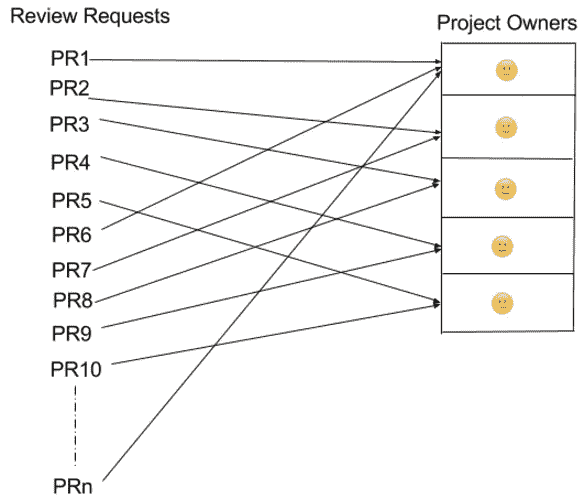 Review Requests
Project Owners
PR1
PR2
PR3
PR4
PR5
PR6
PR7
PR8
PR9
PR10
PRn